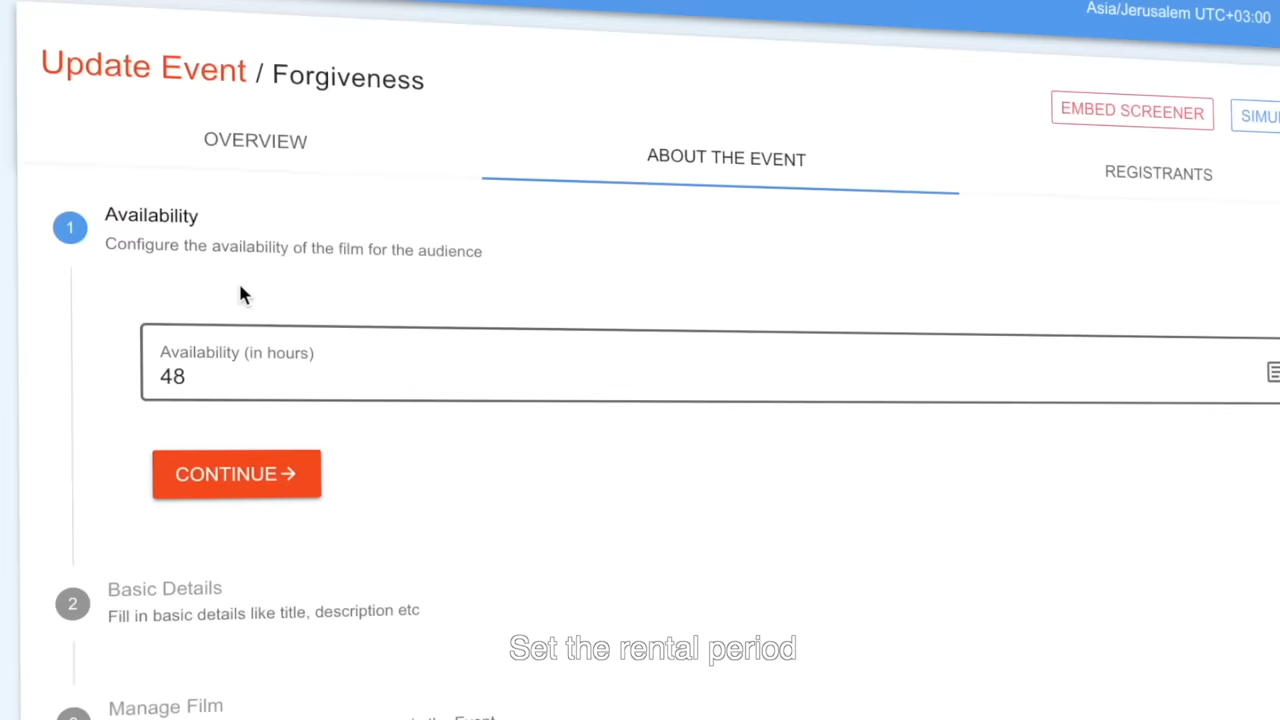 Asia/Jerusalem UTC+03:00
Update Event / Forgiveness
EMBED SCREENER
OVERVIEW
ABOUT THE EVENT
REGISTRANTS
1
Availability
Configure the availability of the film for the audience
Availability (in hours)
48
CONTINUE→
2
Basic Details
Fill in basic details like title, description etc
Set the rental period
Manage Film
Event